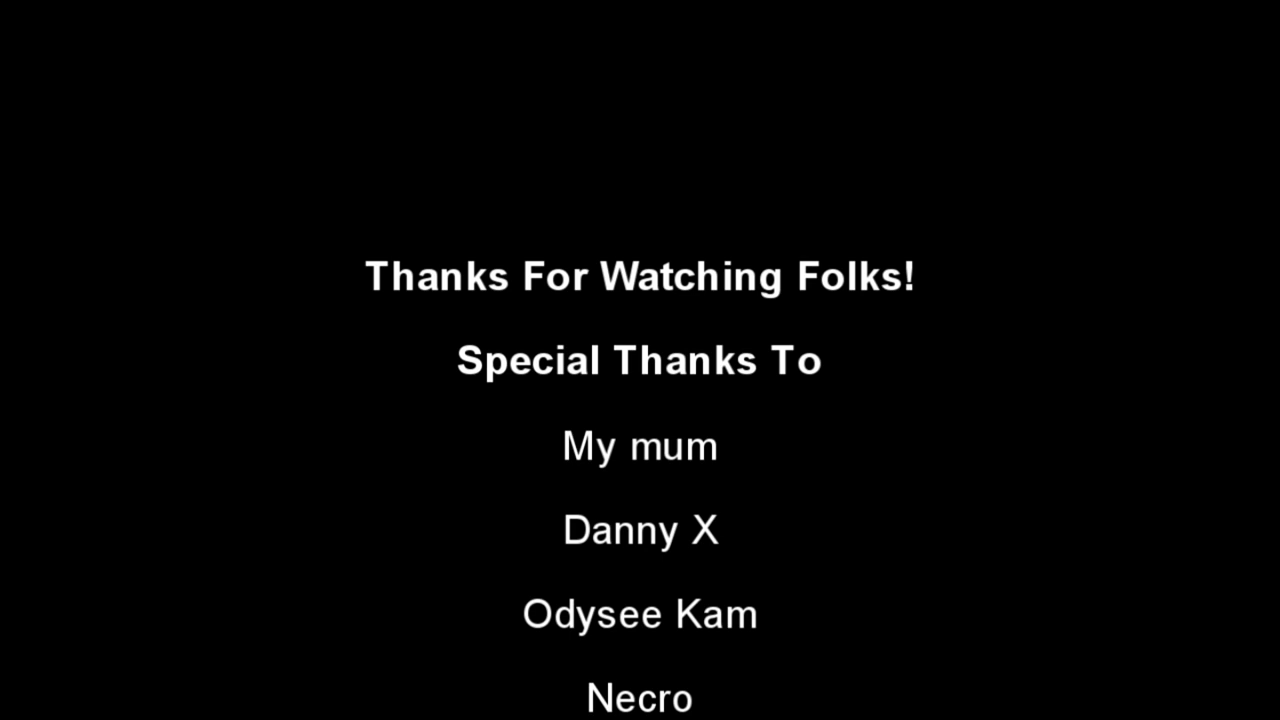 Thanks For Watching Folks!
Special Thanks To
My mum
Danny X
Odysee Kam
Necro